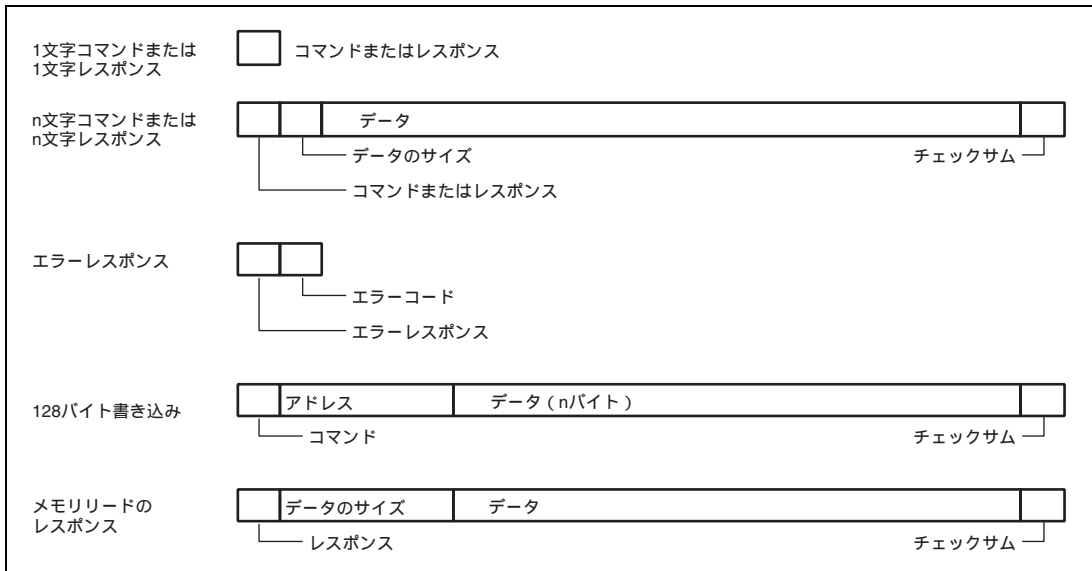 1文字コマンドまたは
1文字レスポンス
コマンドまたはレスポンス
n文字コマンドまたは
n文字レスポンス
データ
データのサイズ
チェックサム
コマンドまたはレスポンス
エラーレスポンス
エラーコード
エラーレスポンス
128バイト書き込み
アドレス
データ(nバイト)
コマンド
チェックサム
メモリリードの
レスポンス
データのサイズ
データ
レスポンス
チェックサム